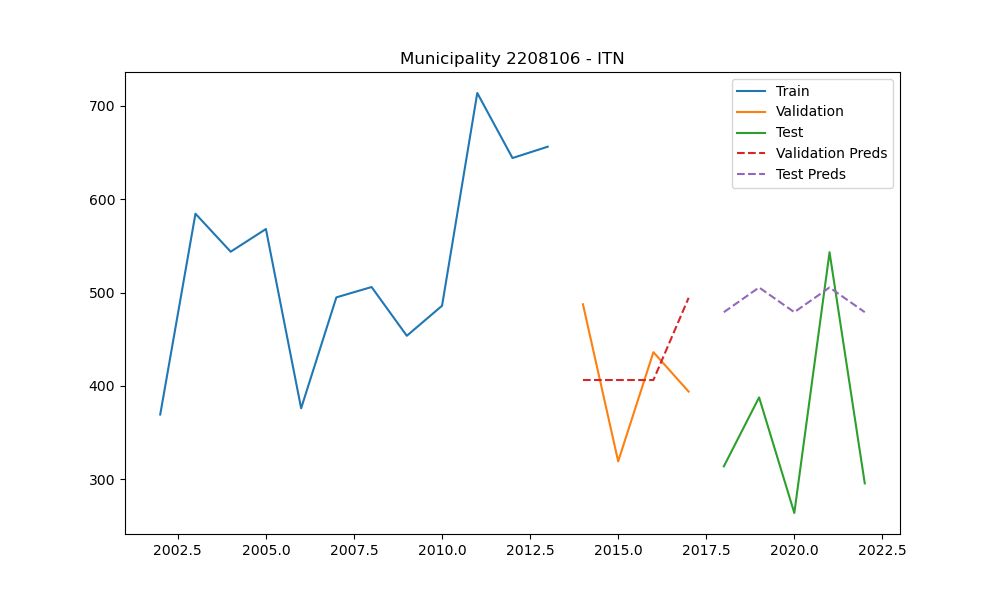 Municipality 2208106 - ITN
Train
Validation
Test
Validation Preds
Test Preds
700
600
500
400
300
2002.5 2005.0 2007.5 2010.0 2012.5 2015.0 2017.5 2020.0 2022.5